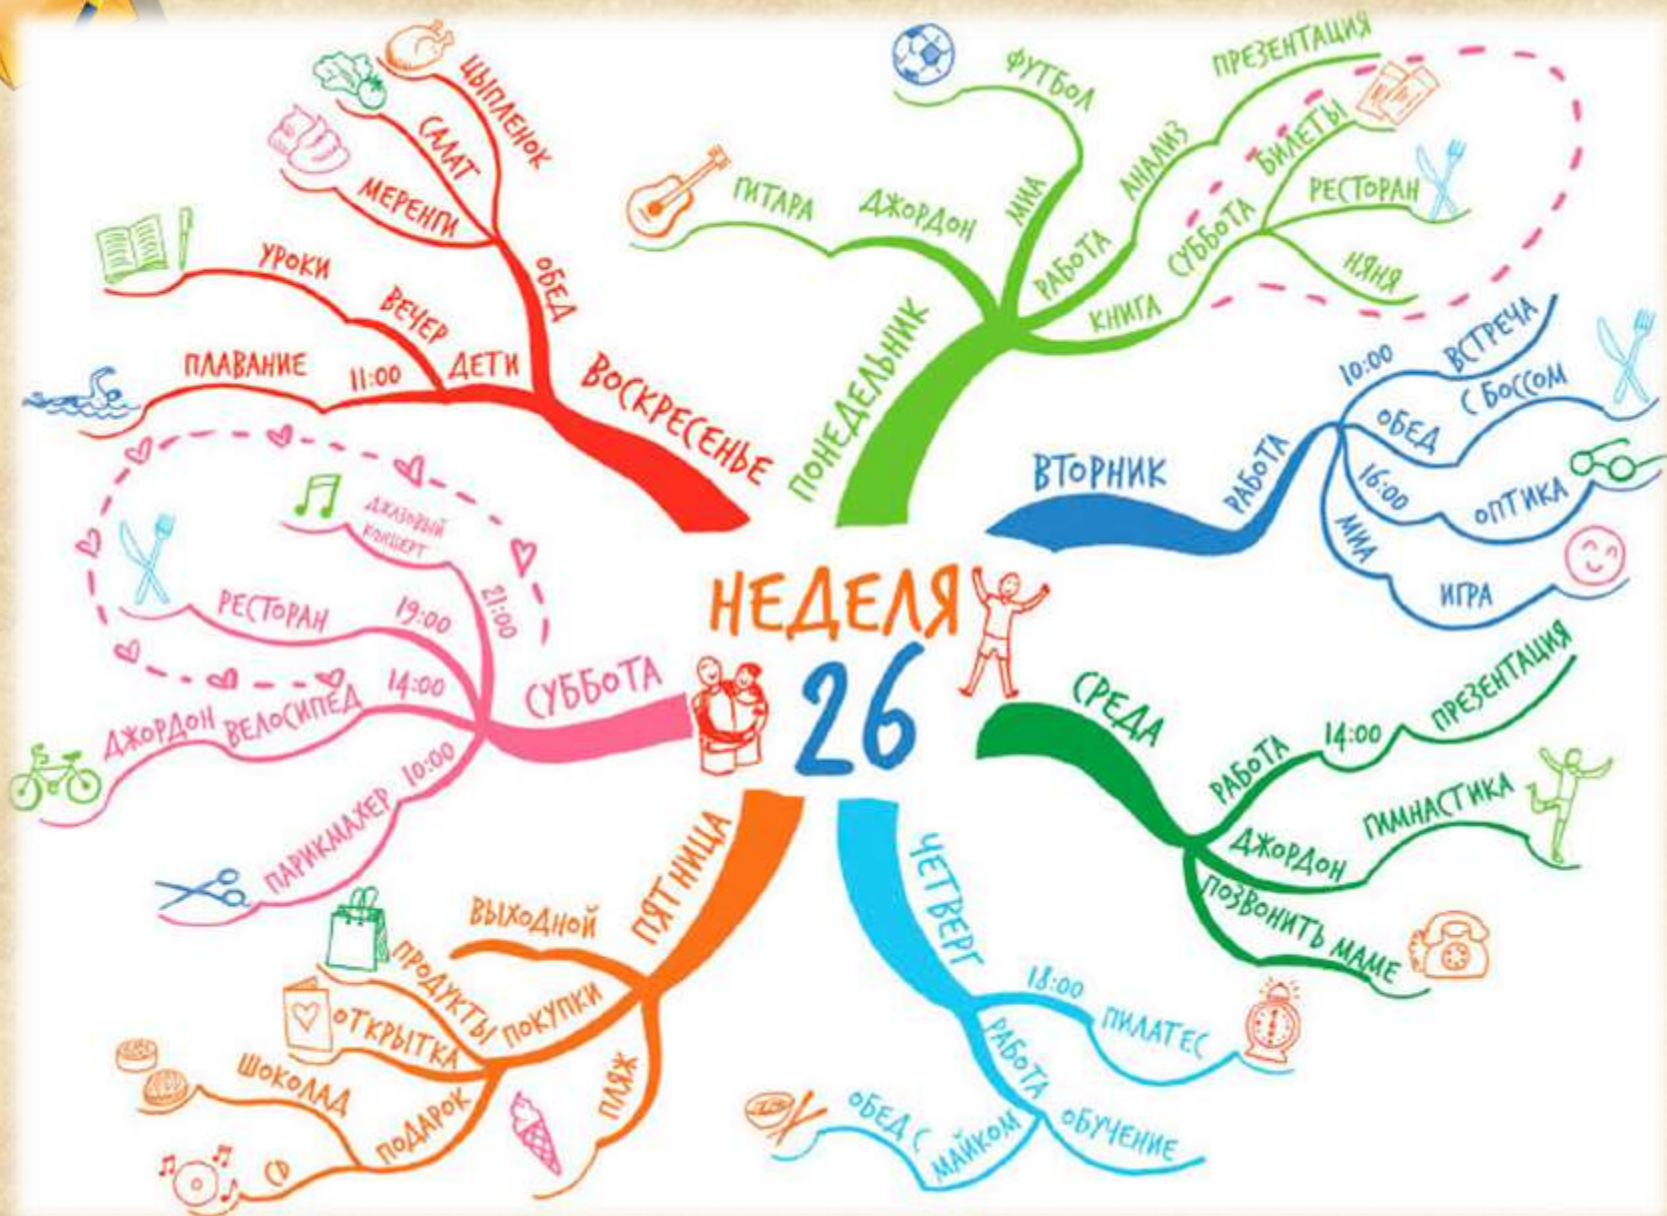 НЕДЕЛЯ
26
ПОНЕДЕЛЬНИК
ДЖОРДОН
ГИТАРА
МИА
ФУТБОЛ
РАБОТА
АНАЛИЗ
ПРЕЗЕНТАЦИЯ
КНИГА
СУББОТА
БИЛЕТЫ
РЕСТОРАН
НЯНЯ
ВТОРНИК
РАБОТА
10:00
ВСТРЕЧА
ОБЕД
С БОССОМ
16:00
ОПТИКА
МИА
ИГРА
СРЕДА
РАБОТА
14:00
ПРЕЗЕНТАЦИЯ
ДЖОРДОН
ГИМНАСТИКА
ПОЗВОНИТЬ МАМЕ
ЧЕТВЕРГ
18:00
ПИЛАТЕС
РАБОТА
ОБУЧЕНИЕ
ОБЕД С
МАЙКОМ
ПЯТНИЦА
ВЫХОДНОЙ
ПОКУПКИ
ПРОДУКТЫ
ОТКРЫТКА
ПОДАРОК
ШОКОЛАД
CD
ПЛЯЖ
СУББОТА
10:00
ПАРИКМАХЕР
14:00
ВЕЛОСИПЕД
ДЖОРДОН
19:00
РЕСТОРАН
21:00
ДЖАЗОВЫЙ
КОНЦЕРТ
ВОСКРЕСЕНЬЕ
ДЕТИ
11:00
ПЛАВАНИЕ
ВЕЧЕР
УРОКИ
ОБЕД
МЕРЕНГИ
САЛАТ
ЦЫПЛЕНОК